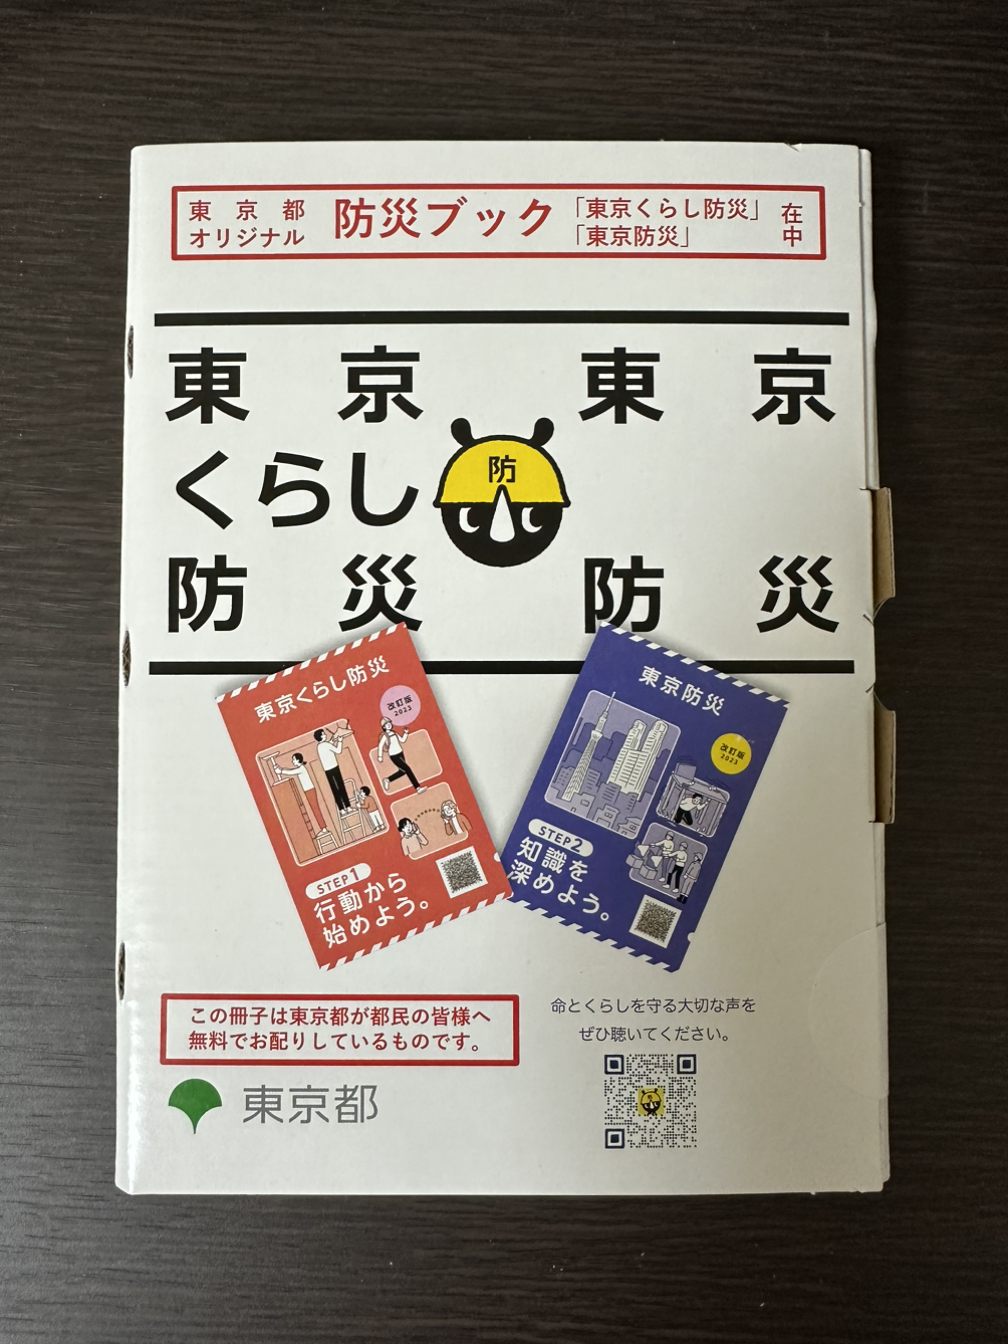 東京都
オリジナル
防災ブック
「東京くらし防災」
「東京防災」
在中
東京
くらし
防災
防
東京
防災
東京くらし防災
改訂版
2023
STEP1
行動から
始めよう。
東京防災
改訂版
2023
STEP2
知識を
深めよう。
この冊子は東京都が都民の皆様へ
無料でお配りしているものです。
東京都
命とくらしを守る大切な声を
ぜひ聴いてください。